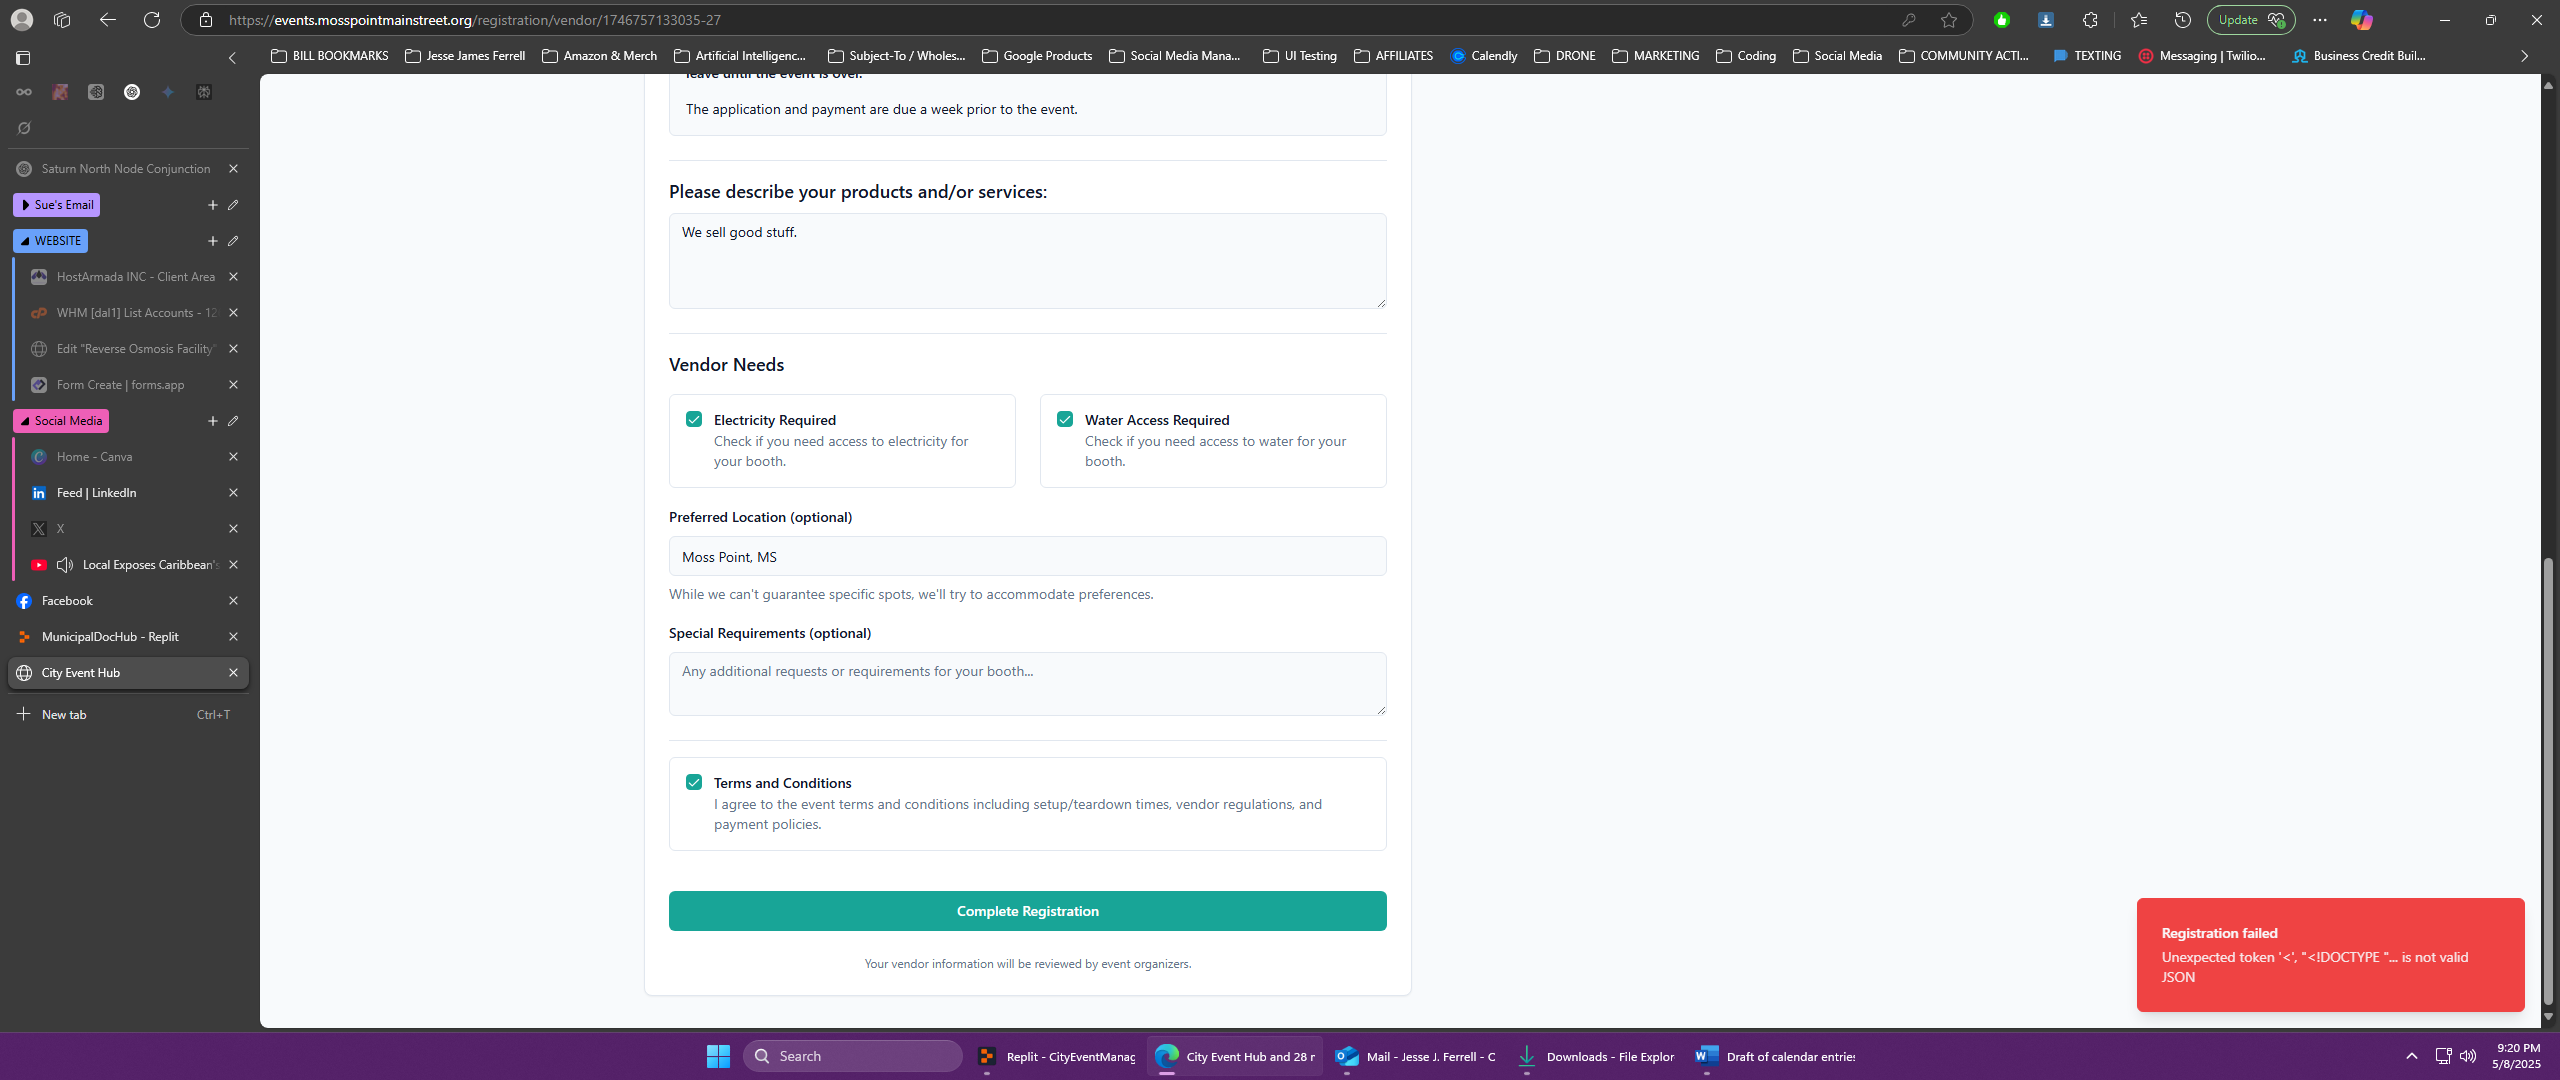 https://events.mosspointmainstreet.org/registration/vendor/1746757133035-27
Update
BILL BOOKMARKS
Jesse James Ferrell
Amazon & Merch
Artificial Intelligenc...
Subject-To / Wholes...
Google Products
Social Media Mana...
UI Testing
AFFILIATES
Calendly
DRONE
MARKETING
Coding
Social Media
COMMUNITY ACTI...
TEXTING
Messaging | Twilio...
Business Credit Buil...
Saturn North Node Conjunction
Sue's Email
WEBSITE
HostArmada INC - Client Area
WHM [dal1] List Accounts - 12
Edit "Reverse Osmosis Facility"
Form Create | forms.app
Social Media
Home - Canva
Feed | LinkedIn
X
Local Exposes Caribbean's
Facebook
MunicipalDocHub - Replit
City Event Hub
New tab
Ctrl+T
leave until the event is over.
The application and payment are due a week prior to the event.
Please describe your products and/or services:
We sell good stuff.
Vendor Needs
Electricity Required
Check if you need access to electricity for
your booth.
Water Access Required
Check if you need access to water for your
booth.
Preferred Location (optional)
Moss Point, MS
While we can't guarantee specific spots, we'll try to accommodate preferences.
Special Requirements (optional)
Any additional requests or requirements for your booth...
Terms and Conditions
I agree to the event terms and conditions including setup/teardown times, vendor regulations, and
payment policies.
Complete Registration
Your vendor information will be reviewed by event organizers.
Registration failed
Unexpected token '<', "<!DOCTYPE "... is not valid
JSON
Search
Replit - CityEventManag
City Event Hub and 28 r
Mail - Jesse J. Ferrell - C
Downloads - File Explor
Draft of calendar entries
9:20 PM
5/8/2025